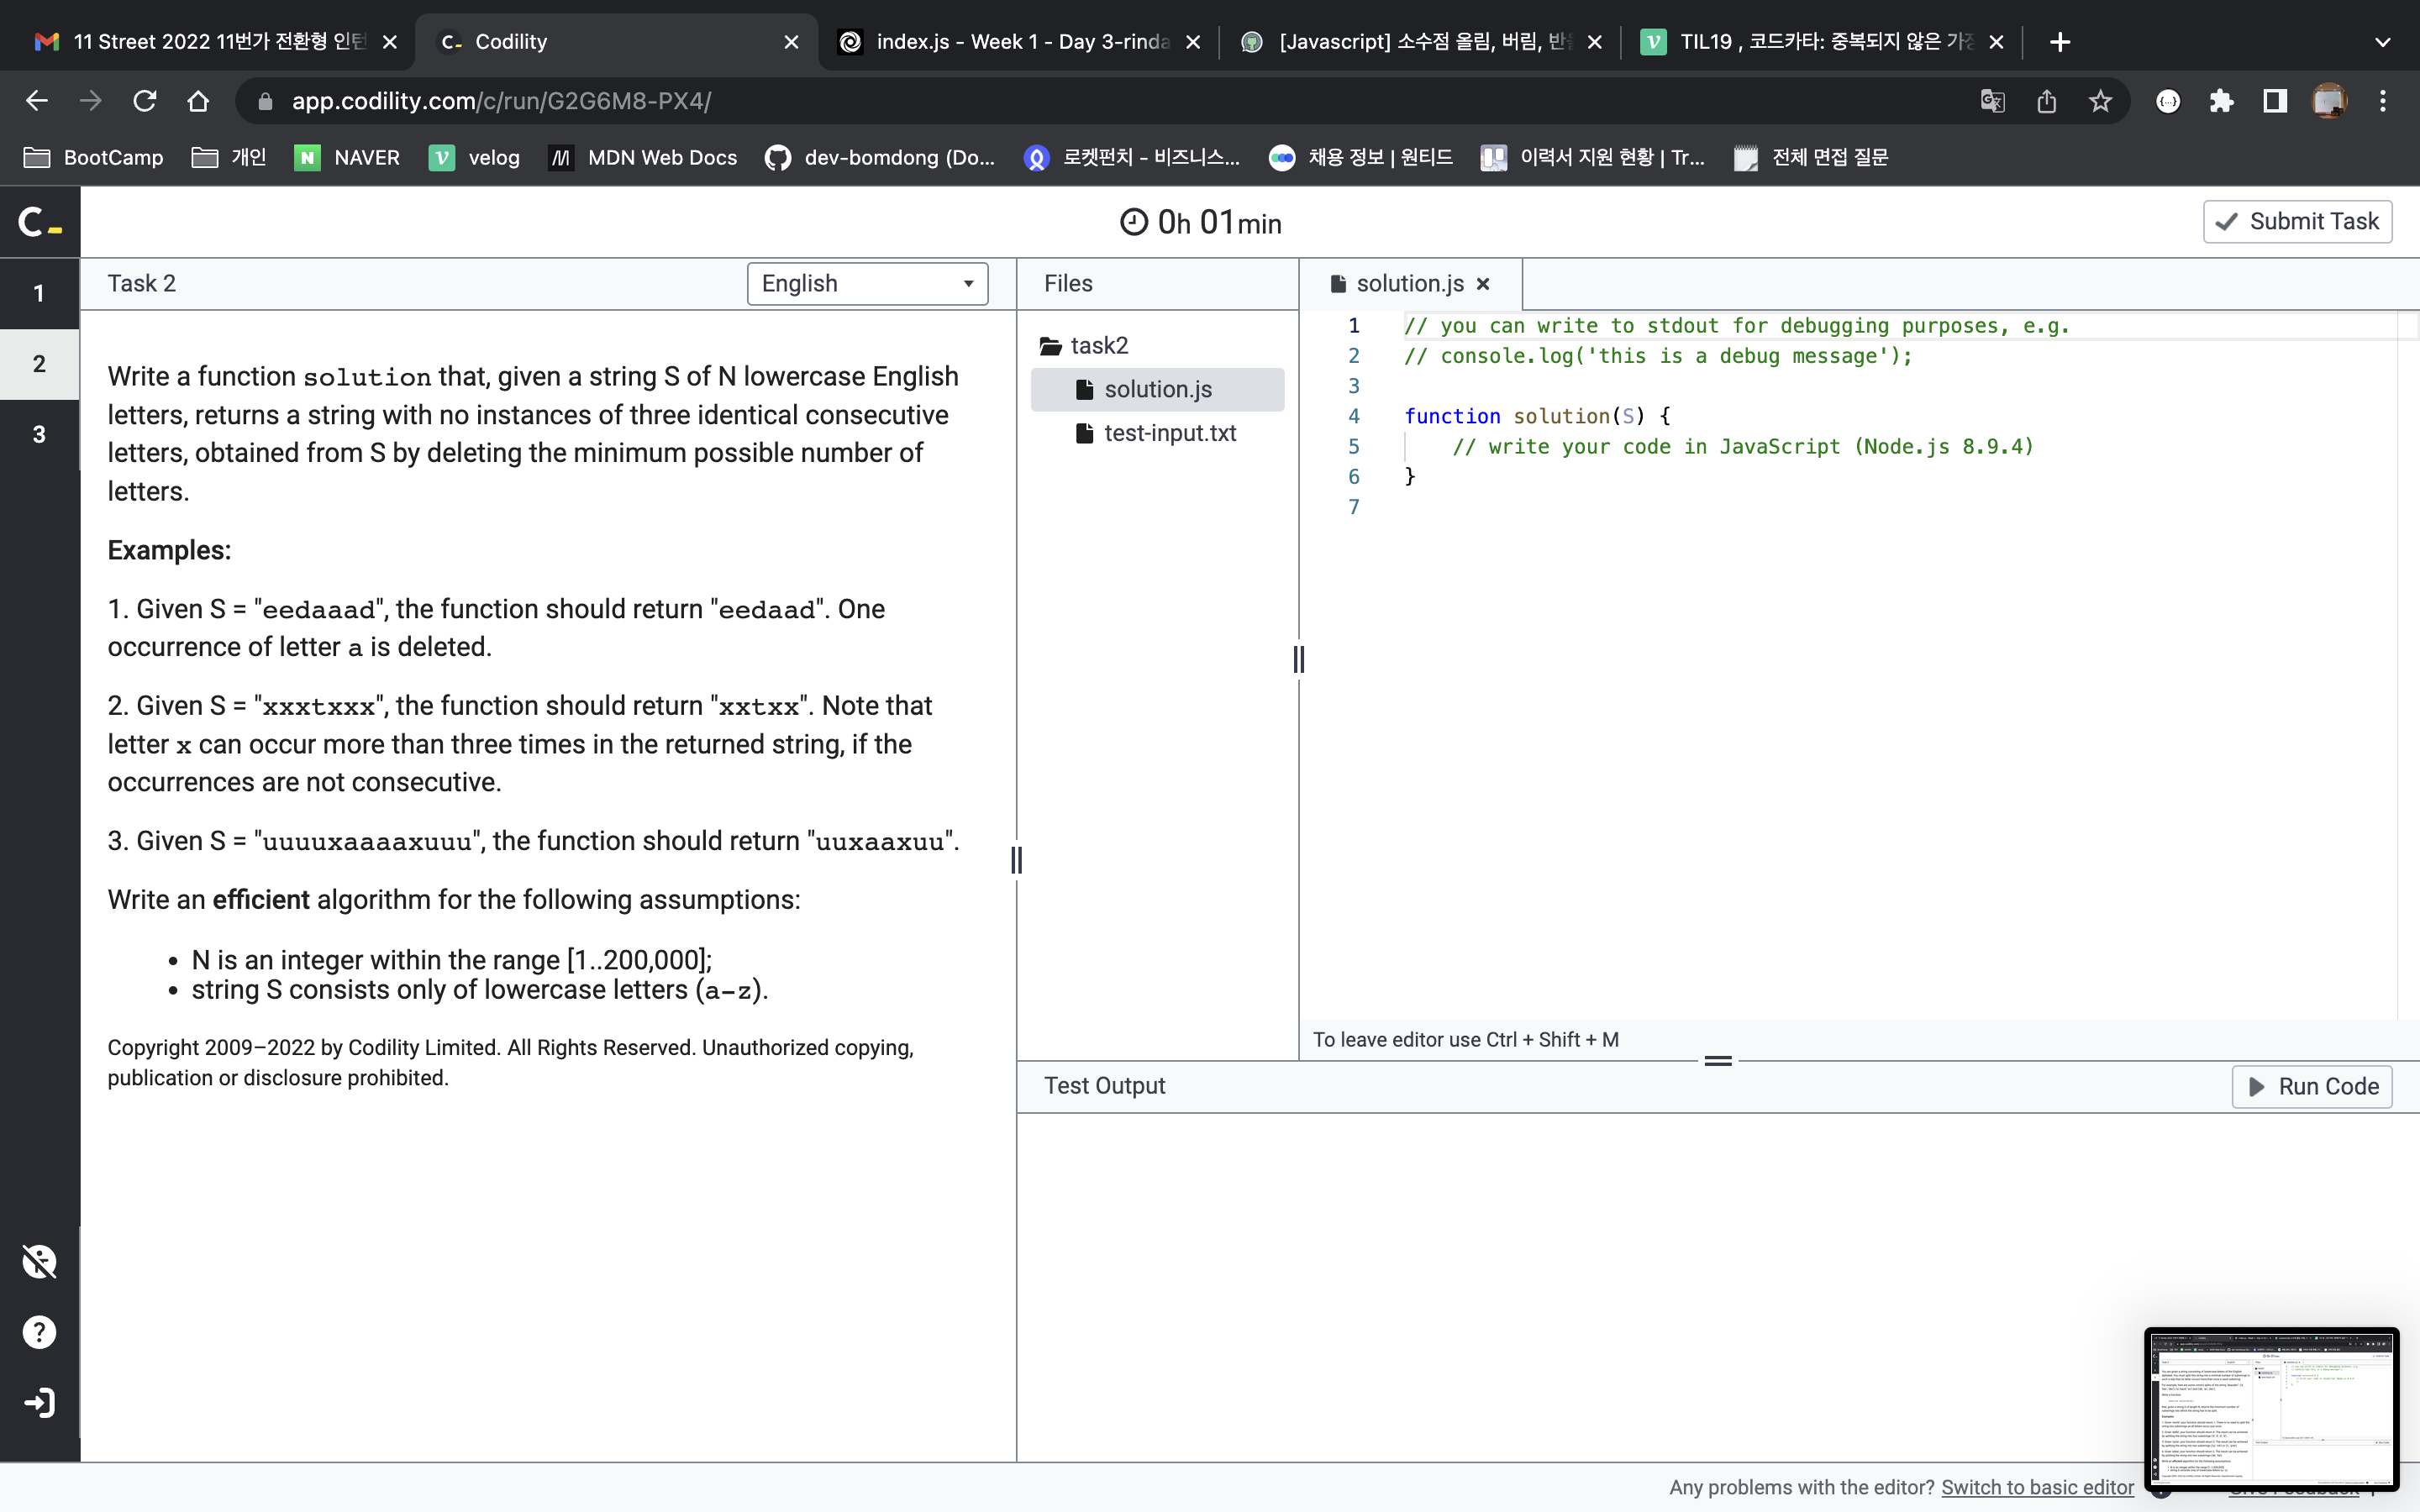 11 Street 2022 11번가 전환형 인턴
Codility
index.js - Week 1 - Day 3-rinda
[Javascript] 소수점 올림, 버림, 반
TIL19 , 코드카타: 중복되지 않은 가
app.codility.com/c/run/G2G6M8-PX4/
BootCamp
개인
NAVER
velog
MDN Web Docs
dev-bomdong (Do...
로켓펀치 - 비즈니스...
채용 정보 | 원티드
이력서 지원 현황 | Tr...
전체 면접 질문
0h 01min
Submit Task
1
2
3
Task 2
English
Files
solution.js
task2
solution.js
test-input.txt
Write a function solution that, given a string S of N lowercase English
letters, returns a string with no instances of three identical consecutive
letters, obtained from S by deleting the minimum possible number of
letters.
Examples:
1. Given S = "eedaaad", the function should return "eedaad". One
occurrence of letter a is deleted.
2. Given S = "xxxtxxx", the function should return "xxtxx". Note that
letter x can occur more than three times in the returned string, if the
occurrences are not consecutive.
3. Given S = "uuuuxaaaaxuuu", the function should return "uuxaaxuu".
Write an efficient algorithm for the following assumptions:
• N is an integer within the range [1..200,000];
• string S consists only of lowercase letters (a-z).
Copyright 2009–2022 by Codility Limited. All Rights Reserved. Unauthorized copying,
publication or disclosure prohibited.
1 // you can write to stdout for debugging purposes, e.g.
2 // console.log('this is a debug message');
3
4 function solution(S) {
5 // write your code in JavaScript (Node.js 8.9.4)
6 }
7
To leave editor use Ctrl + Shift + M
Test Output
Run Code
Any problems with the editor? Switch to basic editor